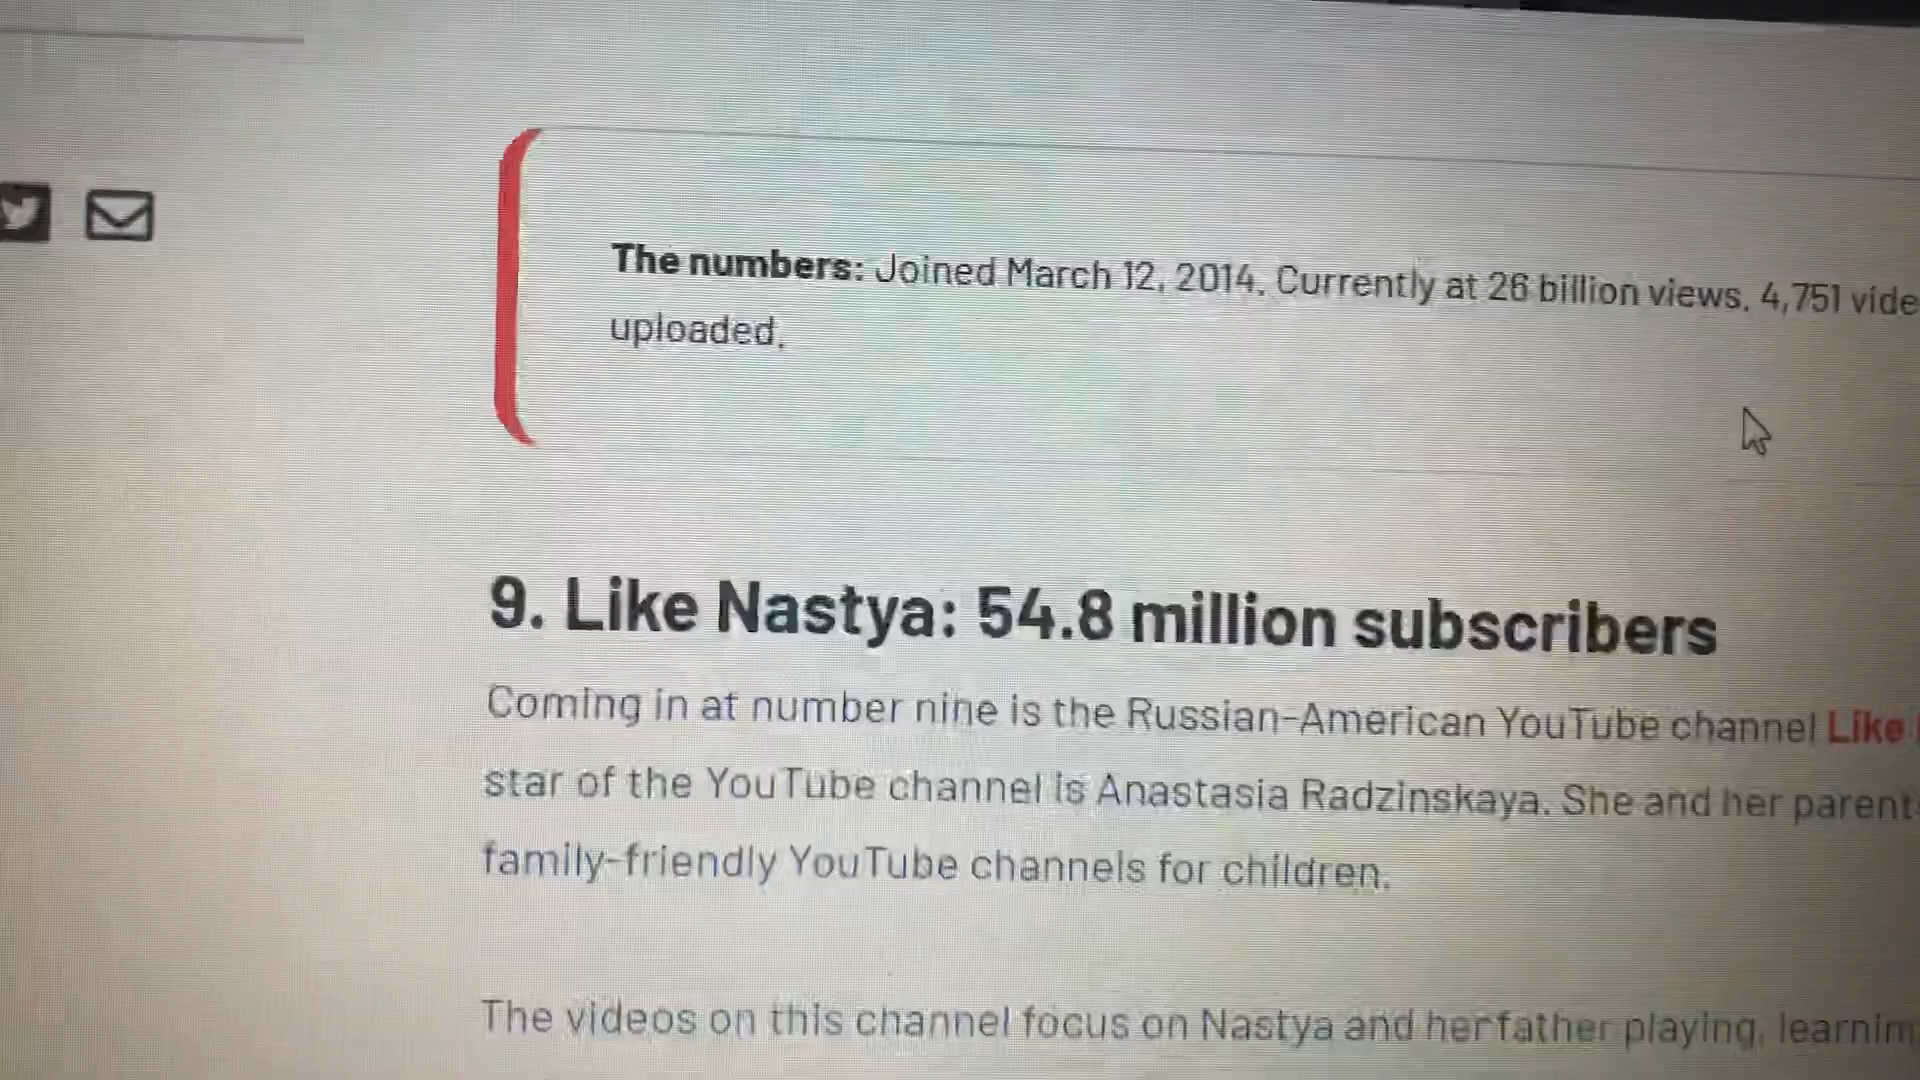 The numbers: Joined March 12, 2014. Currently at 26 billion views, 4,751 vide
uploaded.
9. Like Nastya: 54.8 million subscribers
Coming in at number nine is the Russian-American YouTube channel Like
star of the YouTube channel is Anastasia Radzinskaya. She and her parent
family-friendly YouTube channels for children.
The videos on this channel focus on Nastya and her father playing, learnin